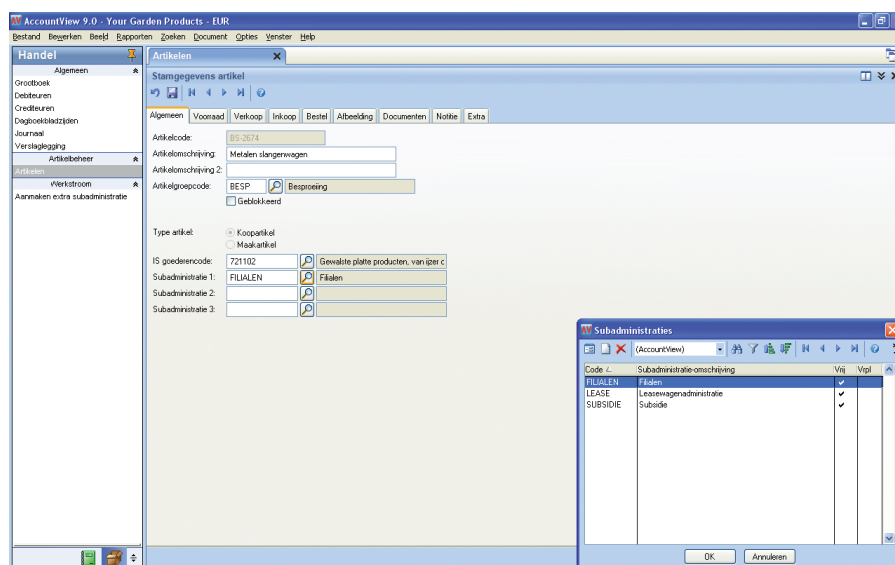 AccountView 9.0 - Your Garden Products - EUR
Bestand Bewerken Beeld Rapporten Zoeken Document Opties Venster Help
Handel
Algemeen
Grootboek
Debiteuren
Crediteuren
Dagboekbladzijden
Journaal
Verslaglegging
Artikelbeheer
Artikelen
Werkstroom
Aanmaken extra subadministratie
Artikelen
Stamgegevens artikel
Algemeen Voorraad Verkoop Inkoop Bestel Afbeelding Documenten Notitie Extra
Artikelcode: BS-2674
Artikelomschrijving: Metalen slangenwagen
Artikelomschrijving 2:
Artikelgroepcode: BESP Besproeiing
Geblokkeerd
Type artikel: Koopartikel
Maakartikel
IS goederencode: 721102 Gewalste platte producten, van ijzer c
Subadministratie 1: FILIALEN Filialen
Subadministratie 2:
Subadministratie 3:
Subadministraties
(AccountView)
Code Subadministratie-omschrijving Vrij Vrpl
FILIALEN Filialen
LEASE Leasewagenadministratie
SUBSIDIE Subsidie
OK Annuleren